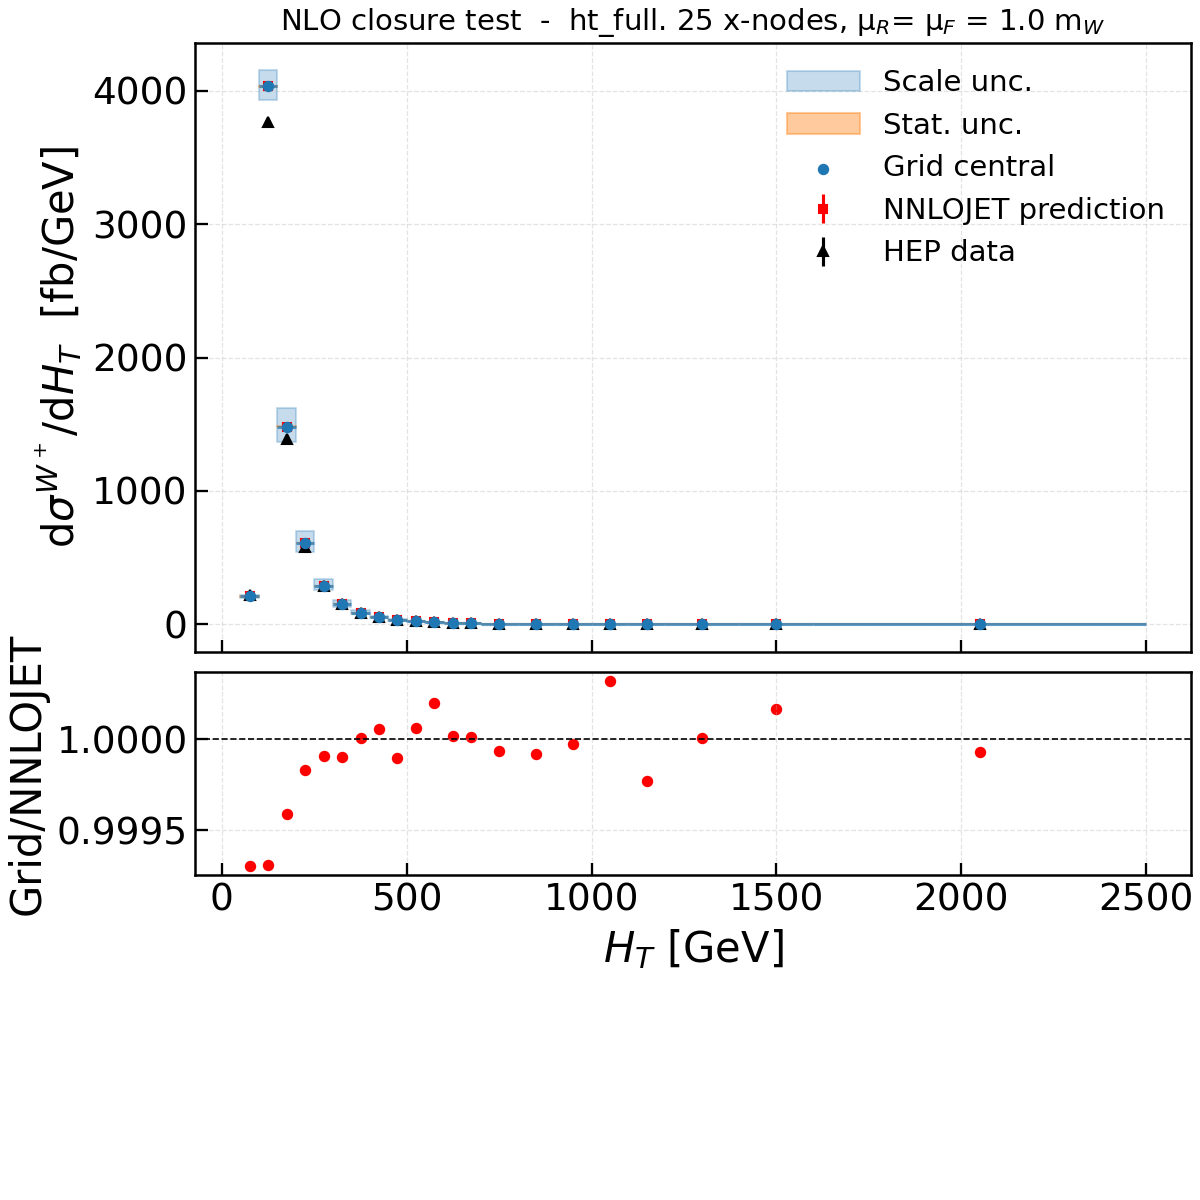 NLO closure test - ht_full. 25 x-nodes, μR= μF = 1.0 mW
4000
3000
2000
1000
0
dσW+/dHT [fb/GeV]
Scale unc.
Stat. unc.
Grid central
NNLOJET prediction
HEP data
1.0000
0.9995
Grid/NNLOJET
0 500 1000 1500 2000 2500
HT [GeV]